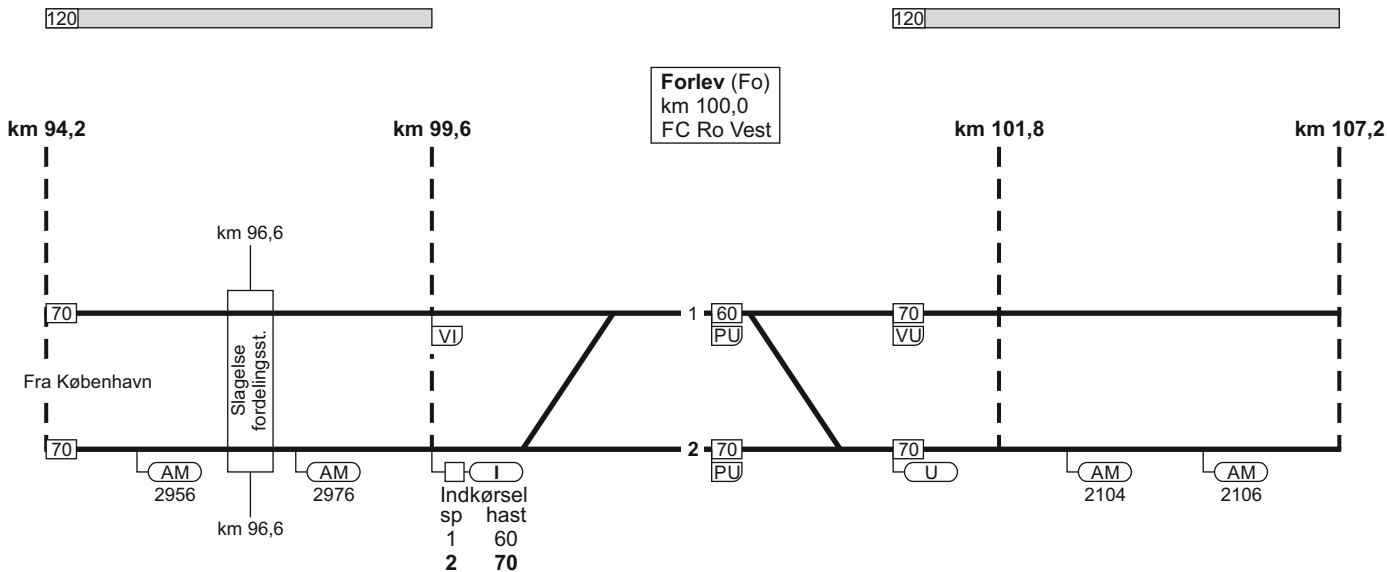 120
120
Forlev (Fo)
km 100,0
FC Ro Vest
km 94,2
km 99,6
km 101,8
km 107,2
km 96,6
70
1
60
70
VI
PU
VU
Fra København
Slagelse
fordelingsst.
70
2
70
70
AM
AM
I
PU
U
AM
AM
2956
2976
2104
2106
Indkørsel
sp hast
1 60
2 70
km 96,6